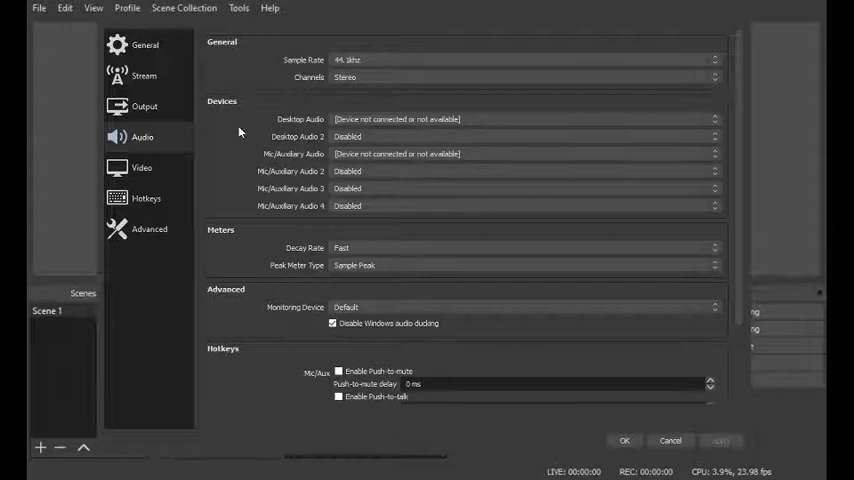 File Edit View Profile Scene Collection Tools Help
General
Stream
Output
Audio
Video
Hotkeys
Advanced
General
Sample Rate 44.1khz
Channels Stereo
Devices
Desktop Audio [Device not connected or not available]
Desktop Audio 2 Disabled
Mic/Auxiliary Audio [Device not connected or not available]
Mic/Auxiliary Audio 2 Disabled
Mic/Auxiliary Audio 3 Disabled
Mic/Auxiliary Audio 4 Disabled
Meters
Decay Rate Fast
Peak Meter Type Sample Peak
Advanced
Monitoring Device Default
Disable Windows audio ducking
Hotkeys
Mic/Aux Enable Push-to-mute
Push-to-mute delay 0 ms
Enable Push-to-talk
Scenes
Scene 1
OK Cancel Apply
LIVE: 00:00:00 REC: 00:00:00 CPU: 3.9%, 23.98 fps